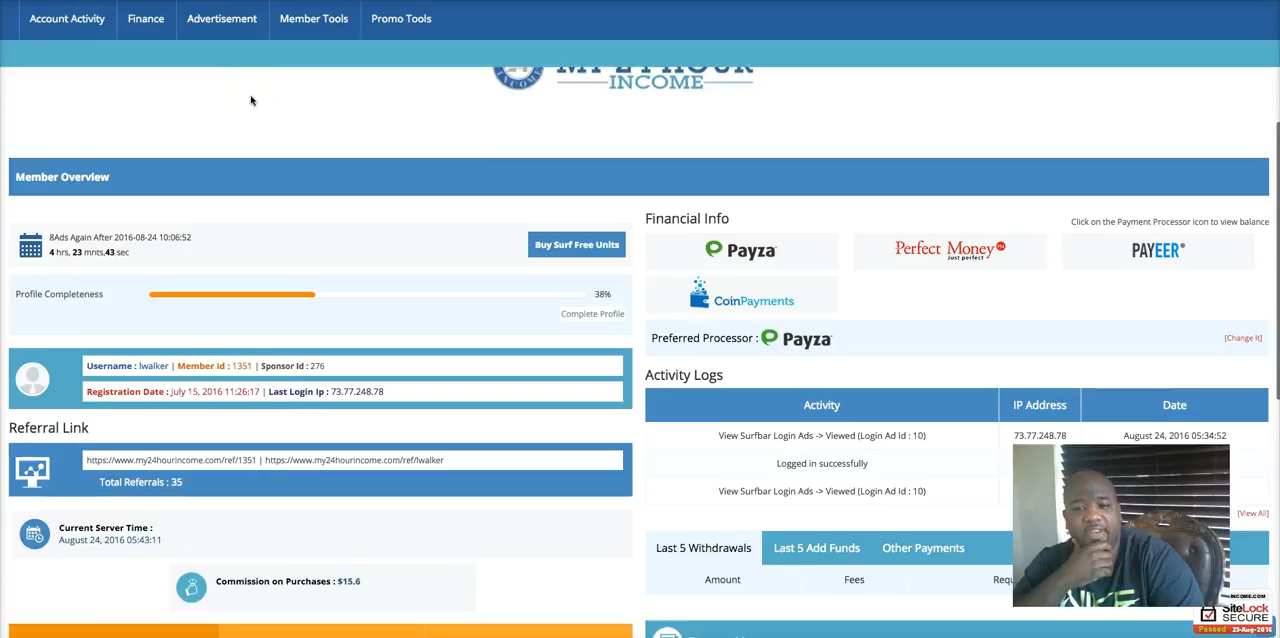 Account Activity
Finance
Advertisement
Member Tools
Promo Tools
INCOME
Member Overview
8Ads Again After 2016-08-24 10:06:52
4 hrs, 23 mnts,43 sec
Buy Surf Free Units
Profile Completeness
38%
Complete Profile
Username : lwalker | Member Id : 1351 | Sponsor Id : 276
Registration Date : July 15, 2016 11:26:17 | Last Login Ip : 73.77.248.78
Referral Link
https://www.my24hourincome.com/ref/1351 | https://www.my24hourincome.com/ref/lwalker
Total Referrals : 35
Current Server Time :
August 24, 2016 05:43:11
Commission on Purchases : $15.6
Financial Info
Click on the Payment Processor icon to view balance
Payza
Perfect Money
Just perfect
PAYEER
CoinPayments
Preferred Processor : Payza
[Change It]
Activity Logs
Activity
IP Address
Date
View Surfbar Login Ads -> Viewed (Login Ad Id : 10)
73.77.248.78
August 24, 2016 05:34:52
Logged in successfully
View Surfbar Login Ads -> Viewed (Login Ad Id : 10)
[View All]
Last 5 Withdrawals
Last 5 Add Funds
Other Payments
Amount
Fees
INCOME.COM
SiteLock
SECURE
Passed 23-Aug-2016